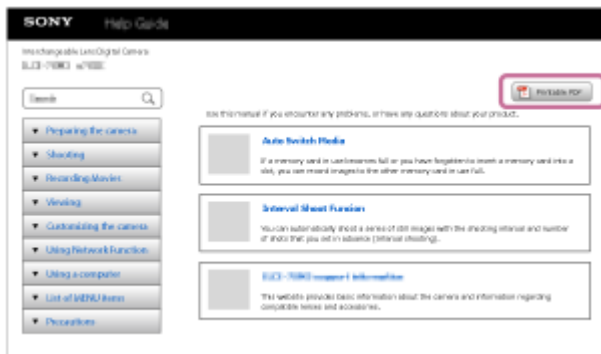 SONY Help Guide
Interchangeable Lens Digital Camera
Search
Printable PDF
Use this manual if you encounter any problems, or have any questions about your product.
▼ Preparing the camera
▼ Shooting
▼ Recording Movies
▼ Viewing
▼ Customizing the camera
▼ Using Network Function
▼ Using a computer
▼ List of MENU items
▼ Precautions
Auto Switch Media
If a memory card in use becomes full or you have forgotten to insert a memory card into a
slot, you can record images to the other memory card in use full.
Interval Shoot Funsion
You can automatically shoot a series of still images with the shooting interval and number
of shots that you set in advance (interval shooting).
support information
This website provides basic information about the camera and information regarding
compatible lenses and accessories.